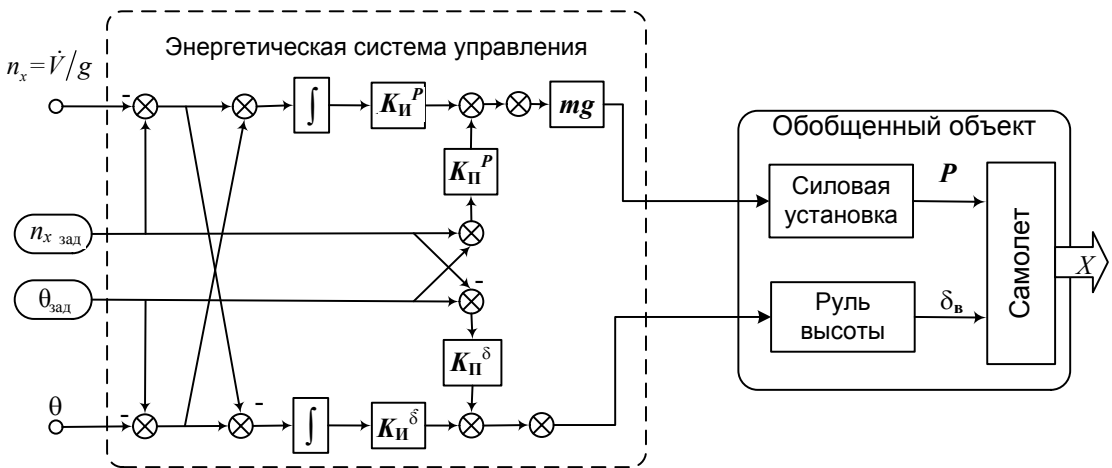 Энергетическая система управления
n_x = V̇/g
-
∫
K_И^P
mg
K_П^P
n_x зад
θ_зад
-
K_П^δ
θ
-
-
∫
K_И^δ
Обобщенный объект
Силовая
установка
P
Руль
высоты
δ_в
Самолет
X